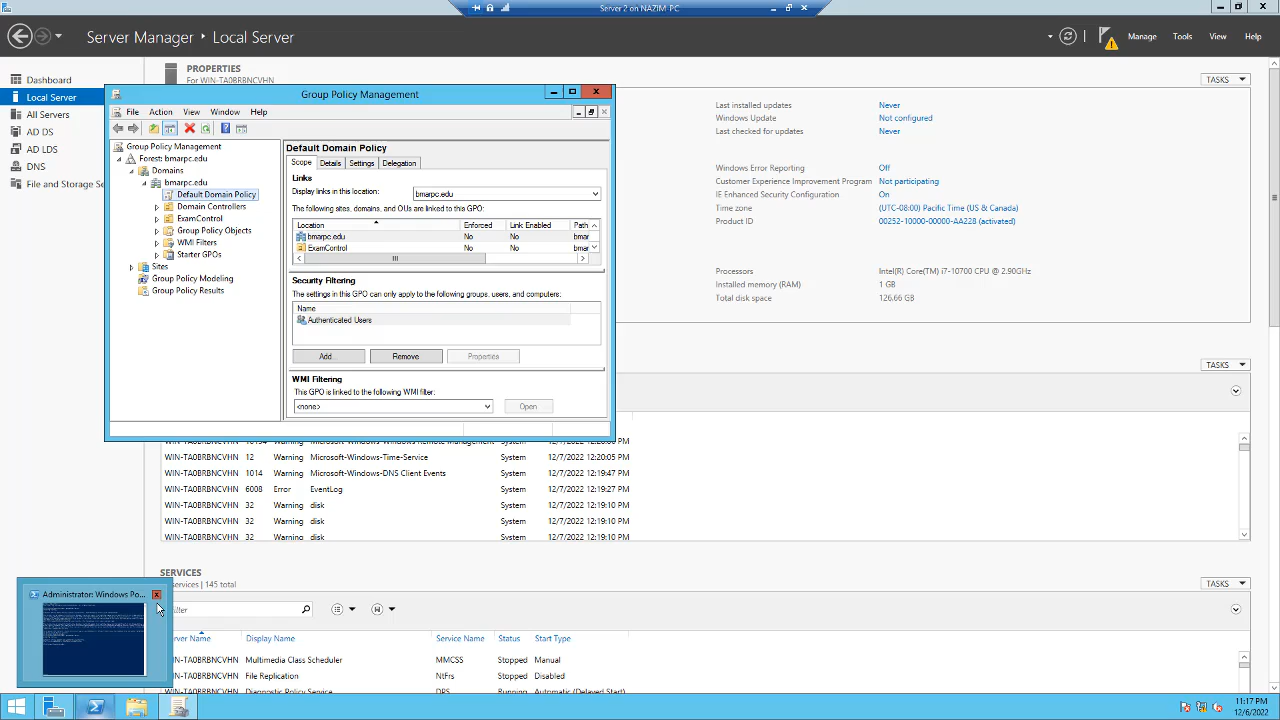 Server 2 on NAZIM-PC
Server Manager • Local Server
Manage Tools View Help
Dashboard
Local Server
All Servers
AD DS
AD LDS
DNS
File and Storage Se
PROPERTIES
For WIN-TA0BRBNCVHN
TASKS
Last installed updates Never
Windows Update Not configured
Last checked for updates Never
Windows Error Reporting Off
Customer Experience Improvement Program Not participating
IE Enhanced Security Configuration On
Time zone (UTC-08:00) Pacific Time (US & Canada)
Product ID 00252-10000-00000-AA228 (activated)
Processors Intel(R) Core(TM) i7-10700 CPU @ 2.90GHz
Installed memory (RAM) 1 GB
Total disk space 126.66 GB
TASKS
Group Policy Management
File Action View Window Help
Group Policy Management
Forest: bmarpc.edu
Domains
bmarpc.edu
Default Domain Policy
Domain Controllers
ExamControl
Group Policy Objects
WMI Filters
Starter GPOs
Sites
Group Policy Modeling
Group Policy Results
Default Domain Policy
Scope Details Settings Delegation
Links
Display links in this location: bmarpc.edu
The following sites, domains, and OUs are linked to this GPO:
Location Enforced Link Enabled Path
bmarpc.edu No No bmar
ExamControl No No bmar
Security Filtering
The settings in this GPO can only apply to the following groups, users, and computers:
Name
Authenticated Users
Add... Remove Properties
WMI Filtering
This GPO is linked to the following WMI filter:
<none> Open
WIN-TA0BRBNCVHN 12 Warning Microsoft-Windows-Time-Service System 12/7/2022 12:20:05 PM
WIN-TA0BRBNCVHN 1014 Warning Microsoft-Windows-DNS Client Events System 12/7/2022 12:19:47 PM
WIN-TA0BRBNCVHN 6008 Error EventLog System 12/7/2022 12:19:27 PM
WIN-TA0BRBNCVHN 32 Warning disk System 12/7/2022 12:19:10 PM
WIN-TA0BRBNCVHN 32 Warning disk System 12/7/2022 12:19:10 PM
WIN-TA0BRBNCVHN 32 Warning disk System 12/7/2022 12:19:10 PM
SERVICES
services | 145 total
TASKS
Filter
Server Name Display Name Service Name Status Start Type
WIN-TA0BRBNCVHN Multimedia Class Scheduler MMCSS Stopped Manual
WIN-TA0BRBNCVHN File Replication NtFrs Stopped Disabled
WIN-TA0BRBNCVHN Diagnostic Policy Service DPS Running Automatic (Delayed Start)
Administrator: Windows Po...
11:17 PM
12/6/2022